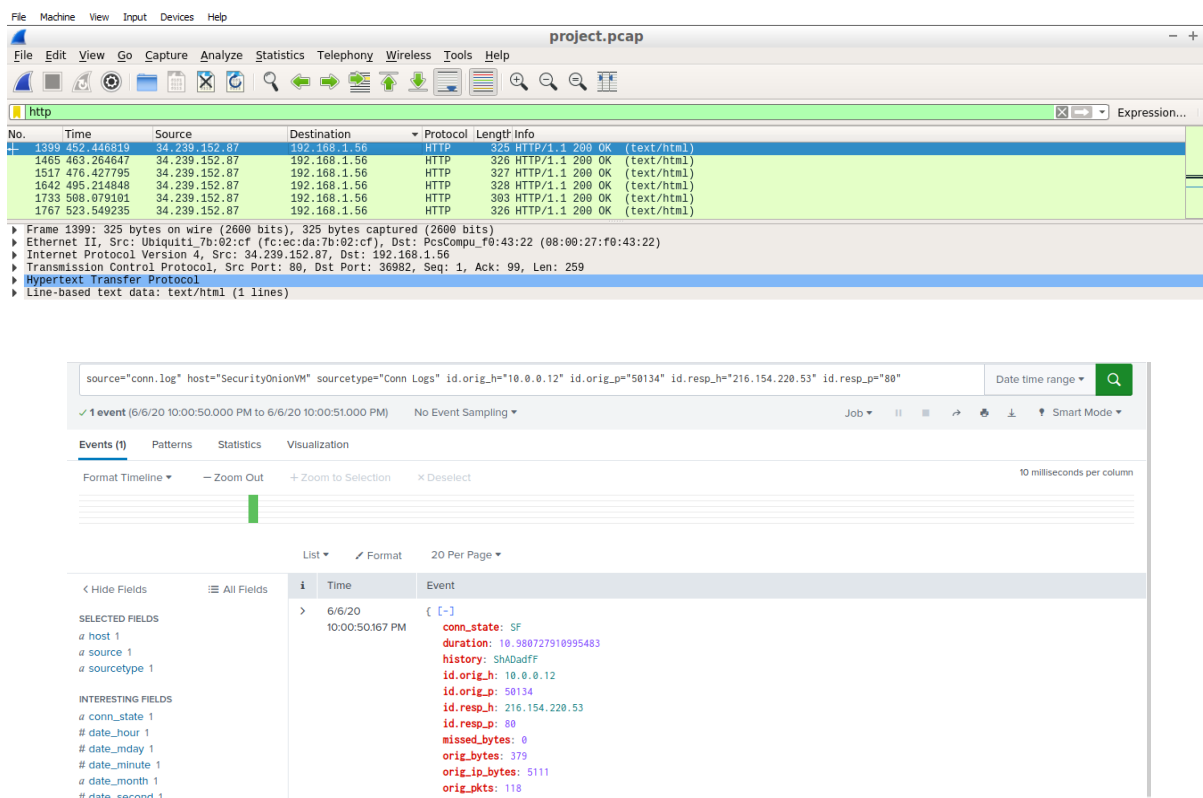 File Machine View Input Devices Help
project.pcap
File Edit View Go Capture Analyze Statistics Telephony Wireless Tools Help
http Expression...
No. Time Source Destination Protocol Length Info
1399 452.446819 34.239.152.87 192.168.1.56 HTTP 325 HTTP/1.1 200 OK (text/html)
1465 463.264647 34.239.152.87 192.168.1.56 HTTP 326 HTTP/1.1 200 OK (text/html)
1517 476.427795 34.239.152.87 192.168.1.56 HTTP 327 HTTP/1.1 200 OK (text/html)
1642 495.214848 34.239.152.87 192.168.1.56 HTTP 328 HTTP/1.1 200 OK (text/html)
1733 508.079101 34.239.152.87 192.168.1.56 HTTP 303 HTTP/1.1 200 OK (text/html)
1767 523.549235 34.239.152.87 192.168.1.56 HTTP 326 HTTP/1.1 200 OK (text/html)
Frame 1399: 325 bytes on wire (2600 bits), 325 bytes captured (2600 bits)
Ethernet II, Src: Ubiquiti_7b:02:cf (fc:ec:da:7b:02:cf), Dst: PcsCompu_f0:43:22 (08:00:27:f0:43:22)
Internet Protocol Version 4, Src: 34.239.152.87, Dst: 192.168.1.56
Transmission Control Protocol, Src Port: 80, Dst Port: 36982, Seq: 1, Ack: 99, Len: 259
Hypertext Transfer Protocol
Line-based text data: text/html (1 lines)
source="conn.log" host="SecurityOnionVM" sourcetype="Conn Logs" id.orig_h="10.0.0.12" id.orig_p="50134" id.resp_h="216.154.220.53" id.resp_p="80" Date time range
1 event (6/6/20 10:00:50.000 PM to 6/6/20 10:00:51.000 PM) No Event Sampling Job Smart Mode
Events (1) Patterns Statistics Visualization
Format Timeline — Zoom Out + Zoom to Selection × Deselect 10 milliseconds per column
List Format 20 Per Page
< Hide Fields All Fields i Time Event
SELECTED FIELDS
a host 1
a source 1
a sourcetype 1
INTERESTING FIELDS
a conn_state 1
# date_hour 1
# date_mday 1
# date_minute 1
a date_month 1
# date_second 1
> 6/6/20 { [-]
10:00:50.167 PM conn_state: SF
duration: 10.980727910995483
history: ShADadfF
id.orig_h: 10.0.0.12
id.orig_p: 50134
id.resp_h: 216.154.220.53
id.resp_p: 80
missed_bytes: 0
orig_bytes: 379
orig_ip_bytes: 5111
orig_pkts: 118